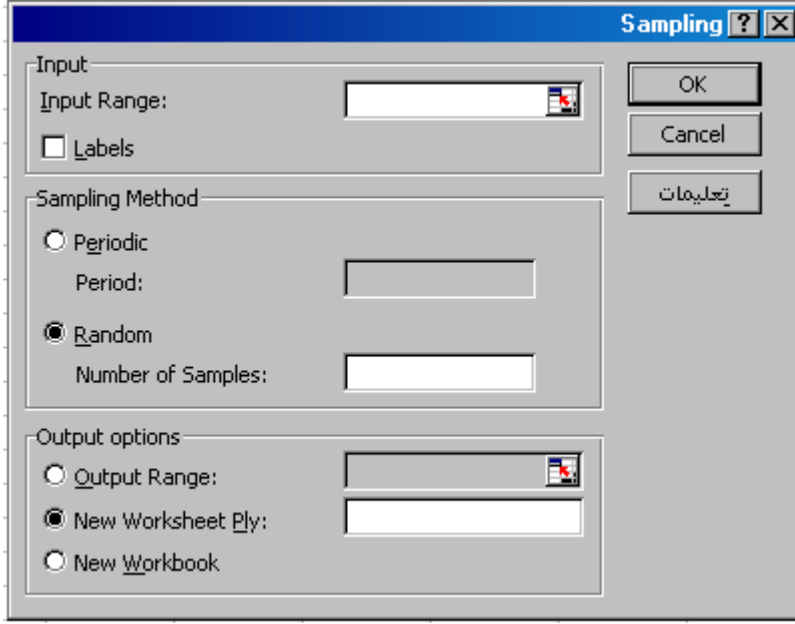 Sampling
Input
Input Range:
Labels
OK
Cancel
تعليمات
Sampling Method
Periodic
Period:
Random
Number of Samples:
Output options
Output Range:
New Worksheet Ply:
New Workbook